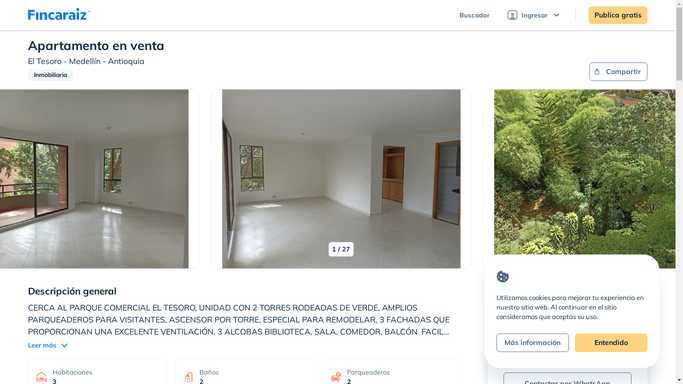 Fincaraiz
Buscador
Ingresar
Publica gratis
Apartamento en venta
El Tesoro - Medellín - Antioquia
Inmobiliaria
Compartir
1 / 27
Descripción general
CERCA AL PARQUE COMERCIAL EL TESORO, UNIDAD CON 2 TORRES RODEADAS DE VERDE, AMPLIOS
PARQUEADEROS PARA VISITANTES, ASCENSOR POR TORRE, ESPECIAL PARA REMODELAR, 3 FACHADAS QUE
PROPORCIONAN UNA EXCELENTE VENTILACIÓN. 3 ALCOBAS BIBLIOTECA, SALA, COMEDOR, BALCÓN. FACIL...
Leer más
Habitaciones
3
Baños
2
Parqueaderos
2
Utilizamos cookies para mejorar tu experiencia en
nuestro sitio web. Al continuar en el sitio
consideramos que aceptas su uso.
Más información
Entendido
Contactar por WhatsApp